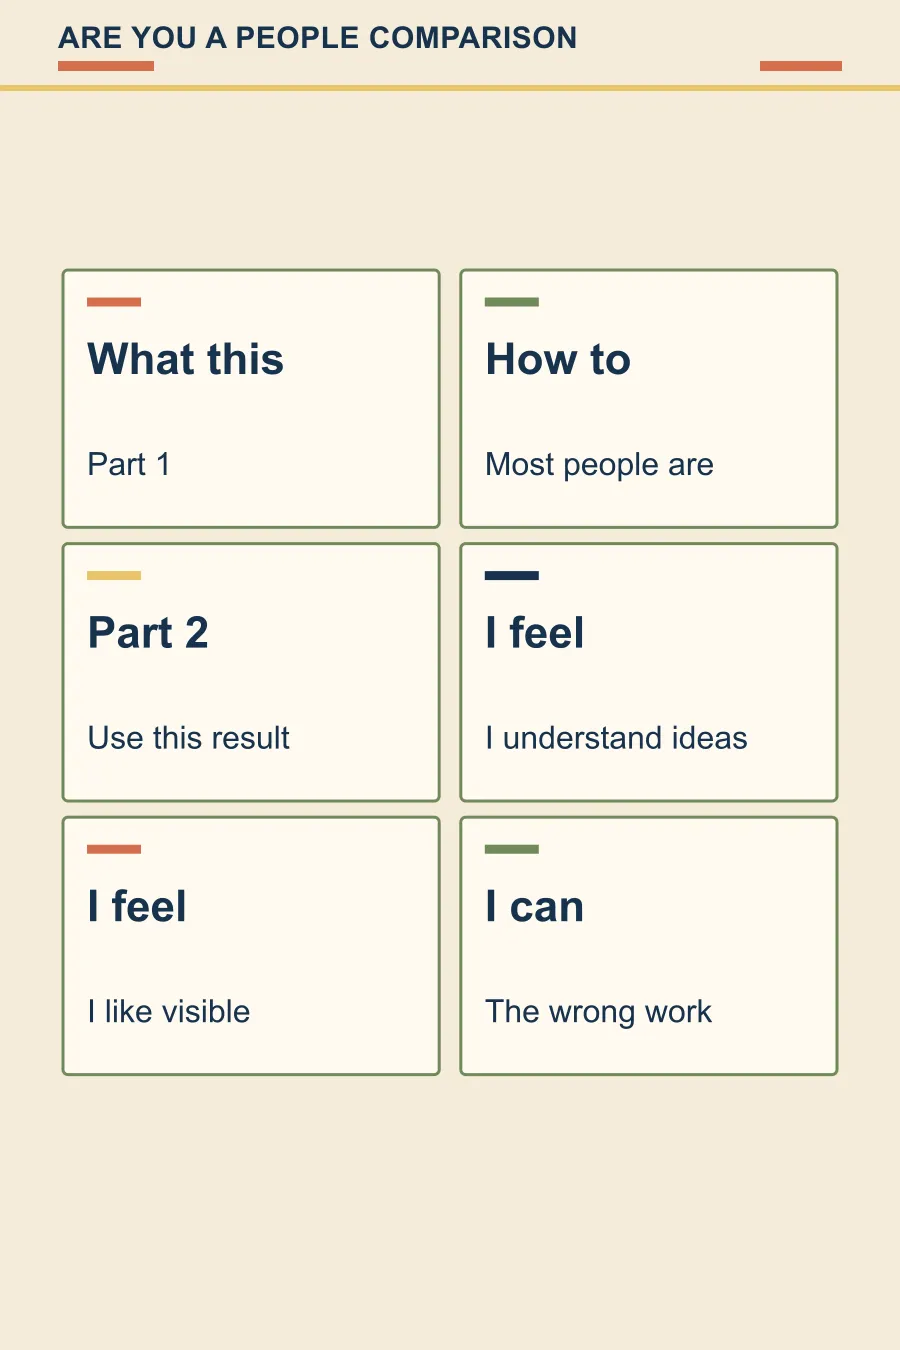 ARE YOU A PEOPLE COMPARISON
What this
Part 1
How to
Most people are
Part 2
Use this result
I feel
I understand ideas
I feel
I like visible
I can
The wrong work